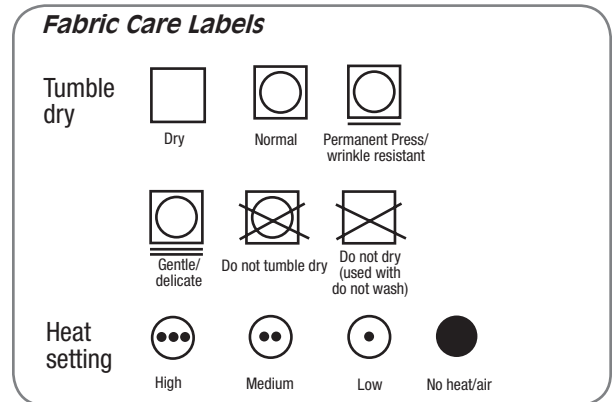 Fabric Care Labels
Tumble
dry
Dry
Normal
Permanent Press/
wrinkle resistant
Gentle/
delicate
Do not tumble dry
Do not dry
(used with
do not wash)
Heat
setting
High
Medium
Low
No heat/air